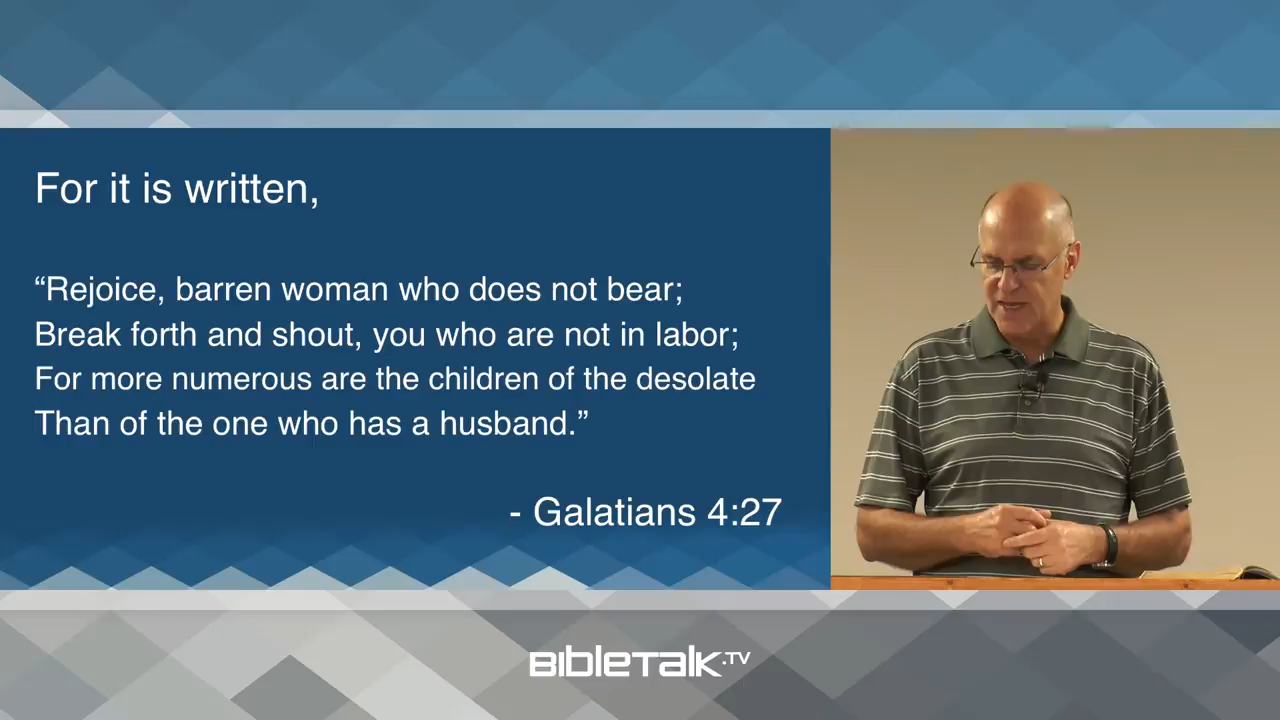 For it is written,
“Rejoice, barren woman who does not bear;
Break forth and shout, you who are not in labor;
For more numerous are the children of the desolate
Than of the one who has a husband.”
- Galatians 4:27
BIBLETALK.TV